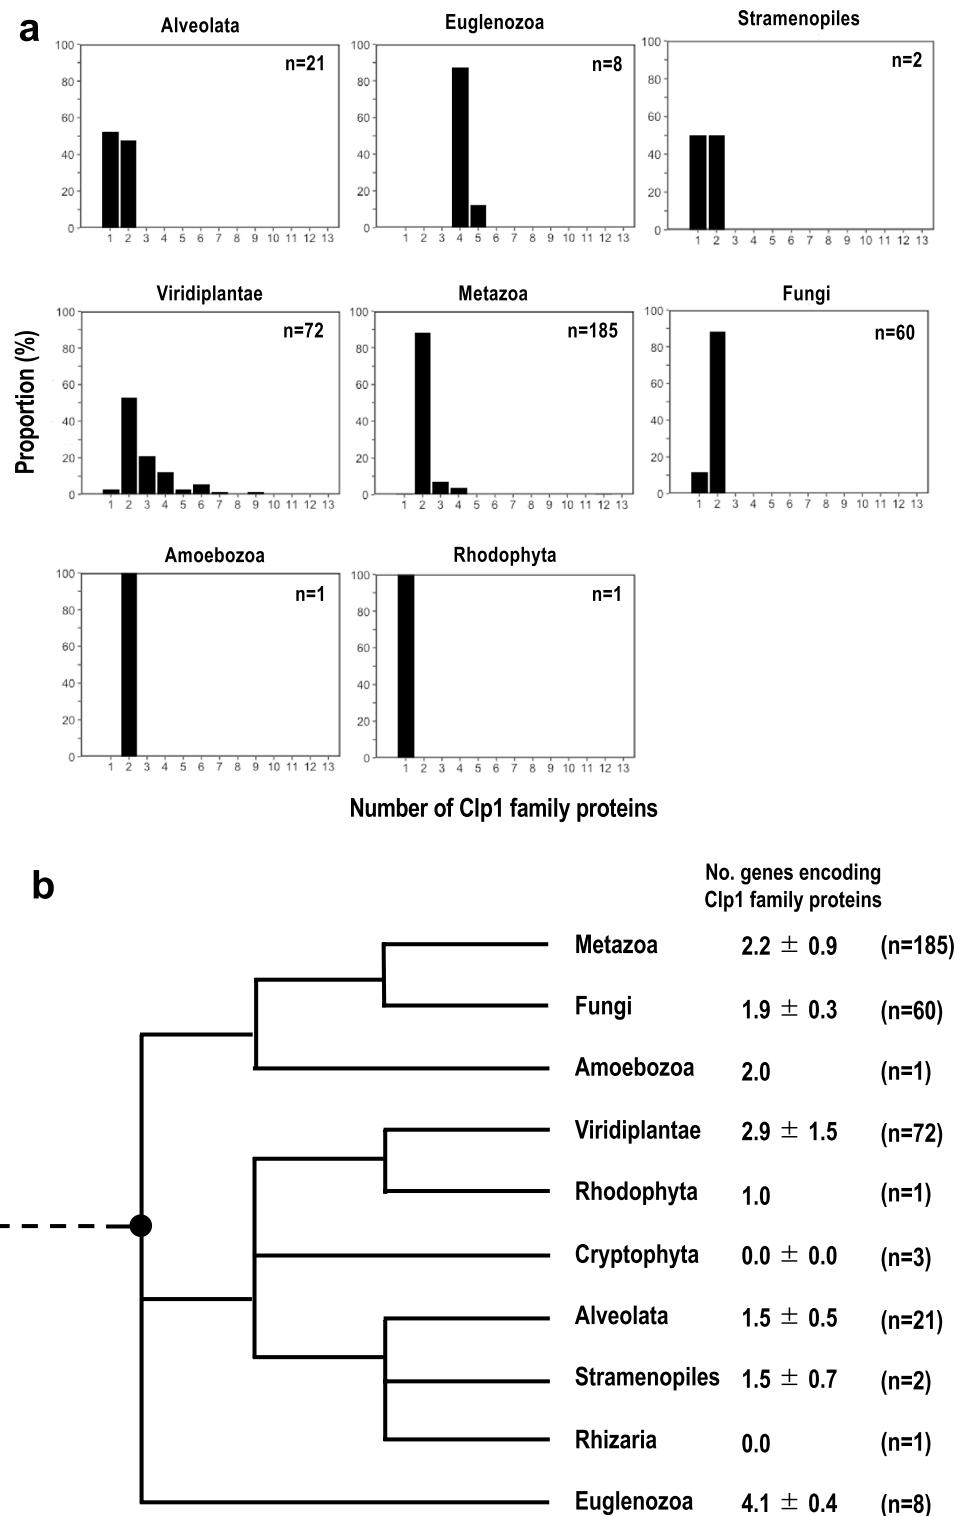 a
Alveolata
Euglenozoa
Stramenopiles
n=21
n=8
n=2
100
80
60
40
20
0
1 2 3 4 5 6 7 8 9 10 11 12 13
100
80
60
40
20
0
1 2 3 4 5 6 7 8 9 10 11 12 13
100
80
60
40
20
0
1 2 3 4 5 6 7 8 9 10 11 12 13
Viridiplantae
Metazoa
Fungi
n=72
n=185
n=60
100
80
60
40
20
0
1 2 3 4 5 6 7 8 9 10 11 12 13
100
80
60
40
20
0
1 2 3 4 5 6 7 8 9 10 11 12 13
100
80
60
40
20
0
1 2 3 4 5 6 7 8 9 10 11 12 13
Proportion (%)
Amoebozoa
Rhodophyta
n=1
n=1
100
80
60
40
20
0
1 2 3 4 5 6 7 8 9 10 11 12 13
100
80
60
40
20
0
1 2 3 4 5 6 7 8 9 10 11 12 13
Number of Clp1 family proteins
b
No. genes encoding
Clp1 family proteins
Metazoa 2.2 ± 0.9 (n=185)
Fungi 1.9 ± 0.3 (n=60)
Amoebozoa 2.0 (n=1)
Viridiplantae 2.9 ± 1.5 (n=72)
Rhodophyta 1.0 (n=1)
Cryptophyta 0.0 ± 0.0 (n=3)
Alveolata 1.5 ± 0.5 (n=21)
Stramenopiles 1.5 ± 0.7 (n=2)
Rhizaria 0.0 (n=1)
Euglenozoa 4.1 ± 0.4 (n=8)